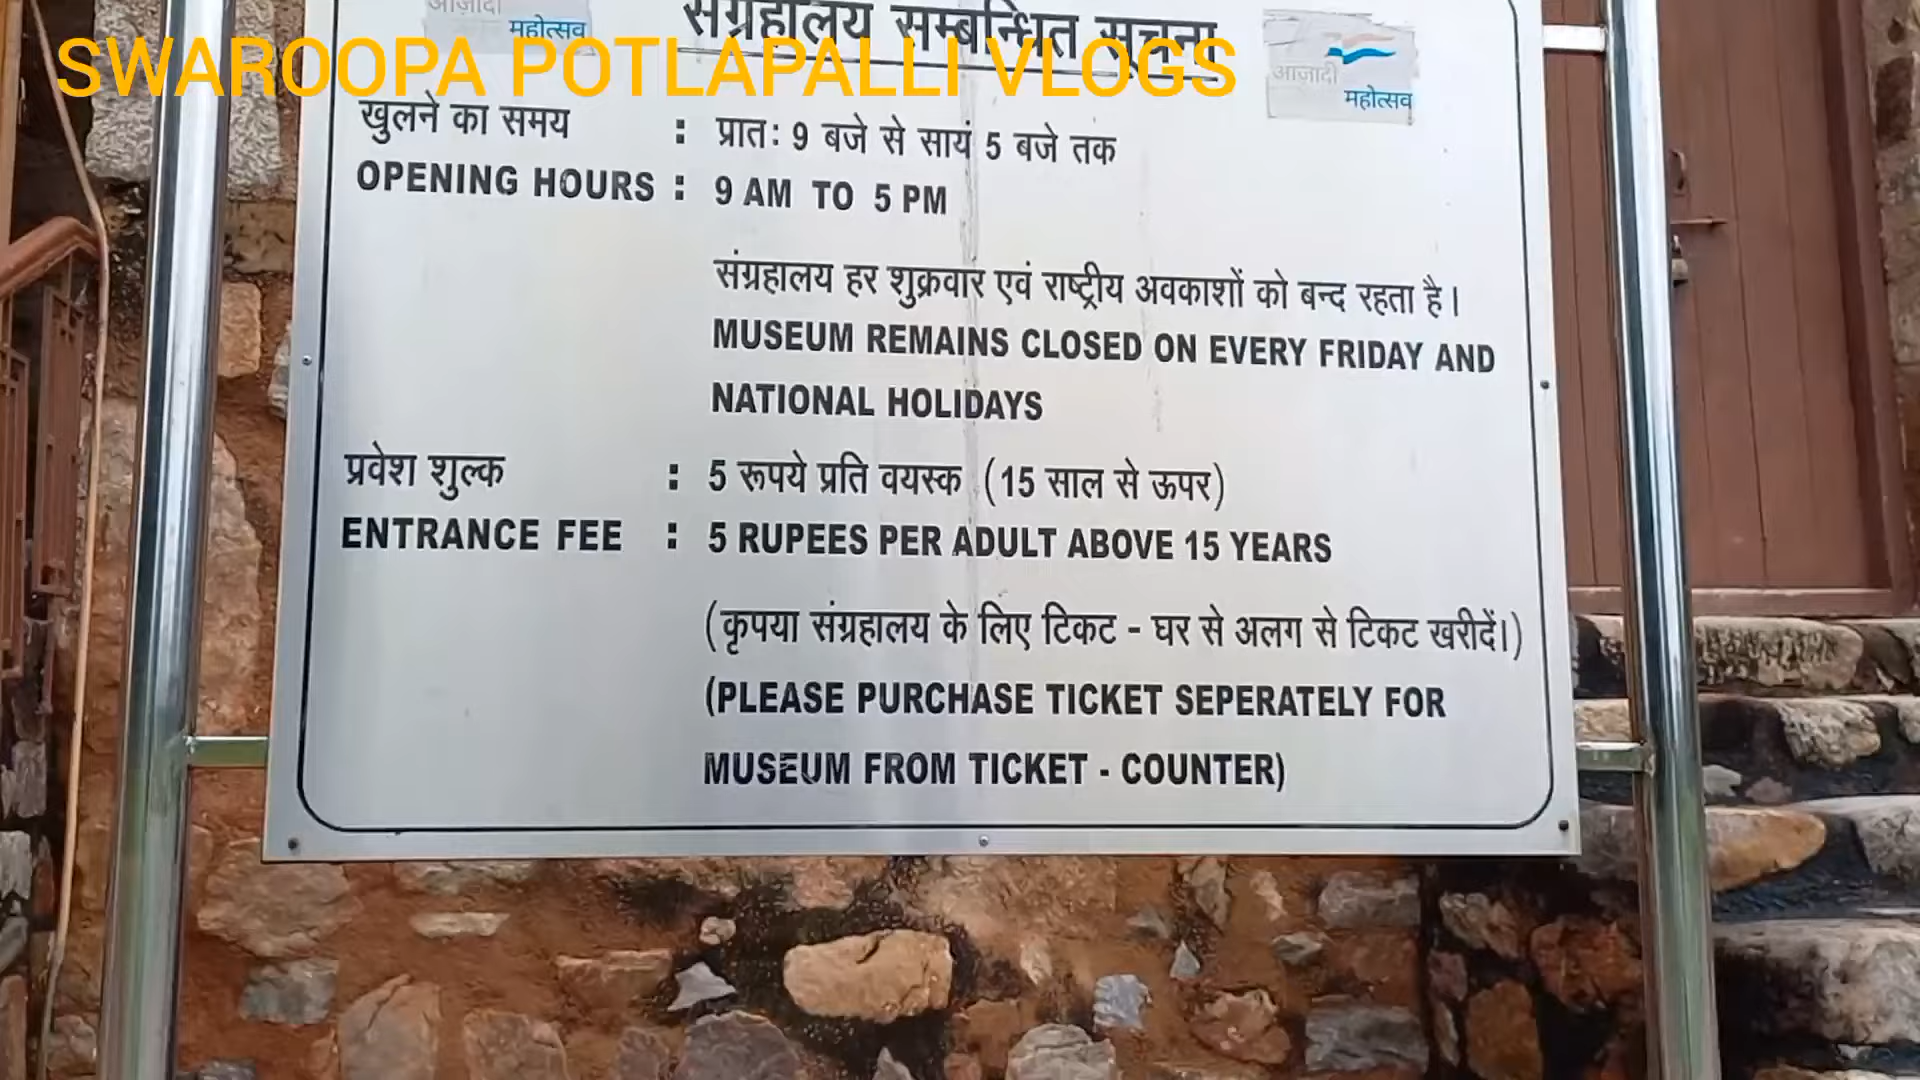 आज़ादी
महोत्सव
संग्रहालय सम्बन्धित सूचना
SWAROOPA POTLAPALLI VLOGS
आज़ादी
महोत्सव
खुलने का समय : प्रातः 9 बजे से सायं 5 बजे तक
OPENING HOURS : 9 AM TO 5 PM
संग्रहालय हर शुक्रवार एवं राष्ट्रीय अवकाशों को बन्द रहता है।
MUSEUM REMAINS CLOSED ON EVERY FRIDAY AND
NATIONAL HOLIDAYS
प्रवेश शुल्क : 5 रूपये प्रति वयस्क (15 साल से ऊपर)
ENTRANCE FEE : 5 RUPEES PER ADULT ABOVE 15 YEARS
(कृपया संग्रहालय के लिए टिकट - घर से अलग से टिकट खरीदें।)
(PLEASE PURCHASE TICKET SEPERATELY FOR
MUSEUM FROM TICKET - COUNTER)